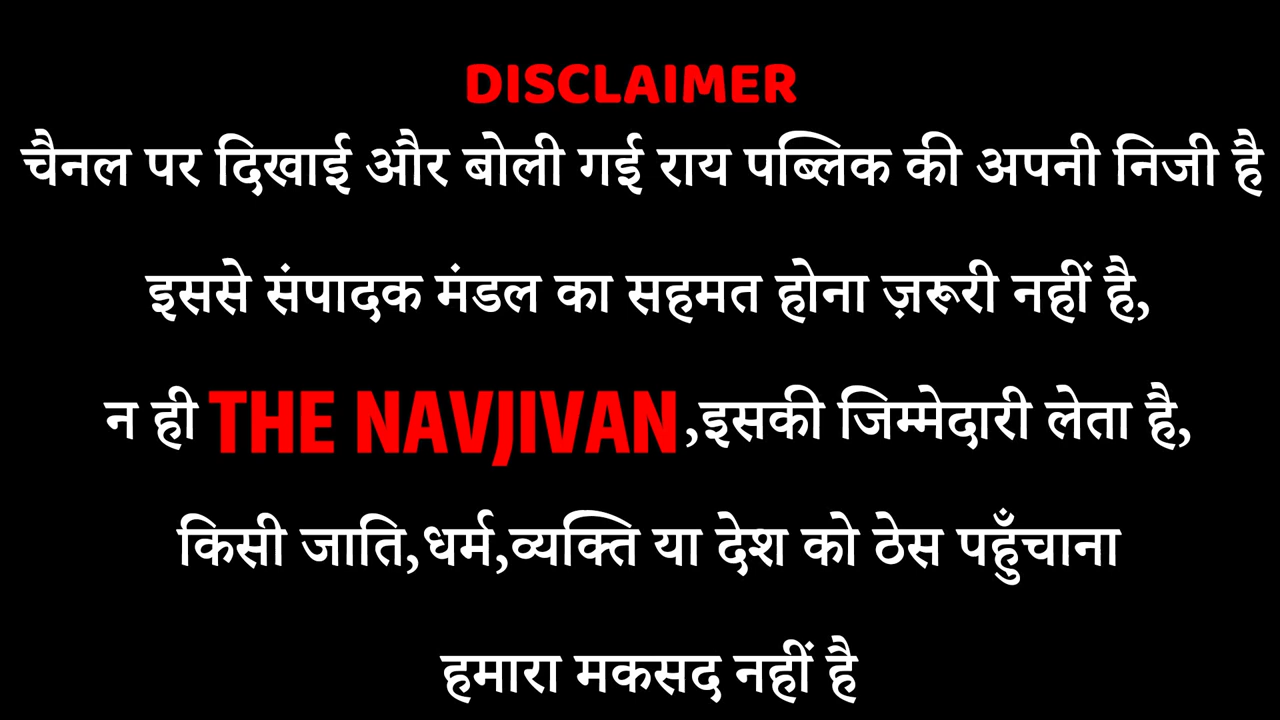 DISCLAIMER
चैनल पर दिखाई और बोली गई राय पब्लिक की अपनी निजी है
इससे संपादक मंडल का सहमत होना ज़रूरी नहीं है,
न ही THE NAVJIVAN ,इसकी जिम्मेदारी लेता है,
किसी जाति,धर्म,व्यक्ति या देश को ठेस पहुँचाना
हमारा मकसद नहीं है